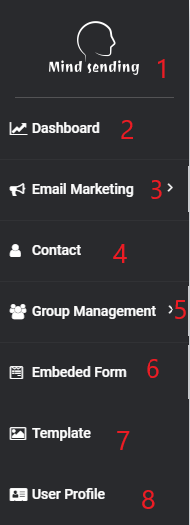 Mind sending 1
Dashboard 2
Email Marketing 3
Contact 4
Group Management 5
Embeded Form 6
Template 7
User Profile 8